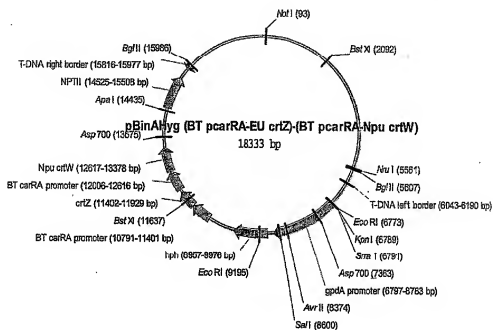 Not I (93)
Bst XI (2092)
Nru I (5581)
Bgl II (5607)
T-DNA left border (6043-6190 bp)
Eco RI (6773)
Kpn I (6789)
Sma I (6791)
Asp 700 (7363)
gpdA promoter (6797-8763 bp)
Avr II (8374)
Sal I (8600)
Eco RI (9195)
hph (8907-9976 bp)
BT carRA promoter (10791-11401 bp)
Bst XI (11637)
crtZ (11402-11929 bp)
BT carRA promoter (12006-12616 bp)
Npu crtW (12617-13378 bp)
Asp 700 (13575)
pBinAHyg (BT pcarRA-EU crtZ)-(BT pcarRA-Npu crtW)
18333 bp
Apa I (14435)
NPTII (14525-15508 bp)
T-DNA right border (15816-15977 bp)
Bgl II (15986)